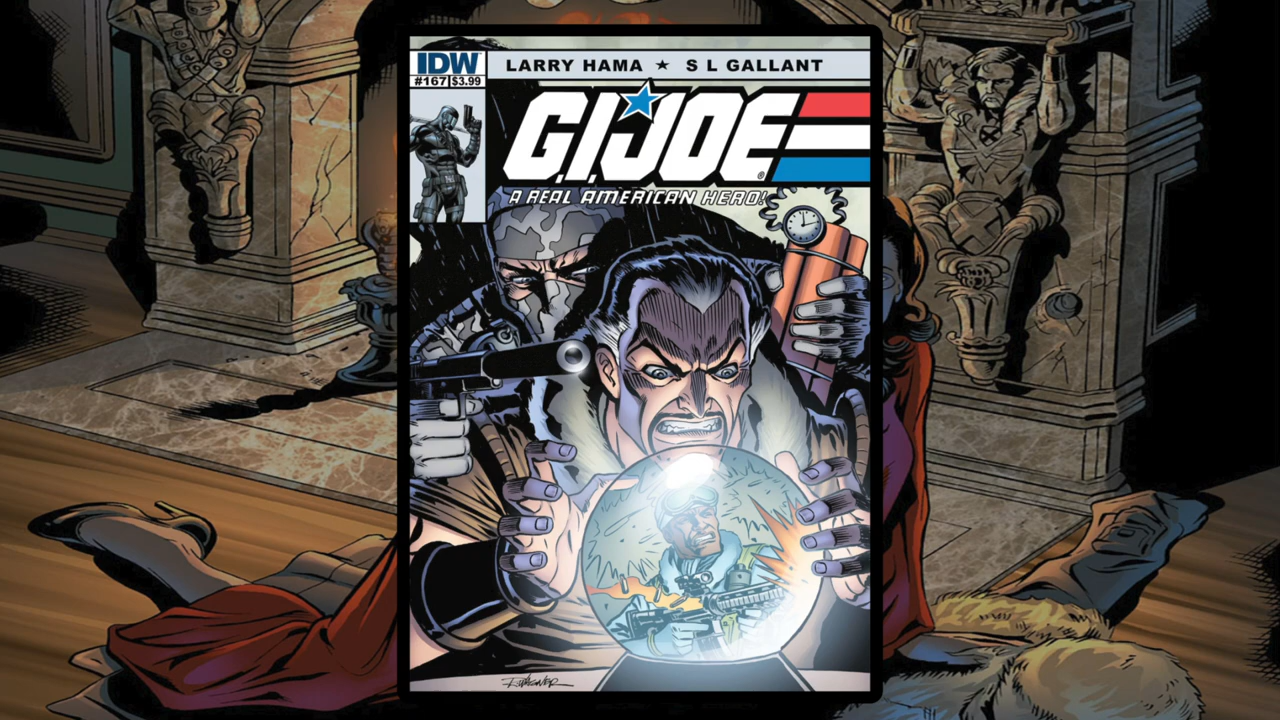 IDW
#167 $3.99
LARRY HAMA ★ S L GALLANT
G.I. JOE
®
A REAL AMERICAN HERO!